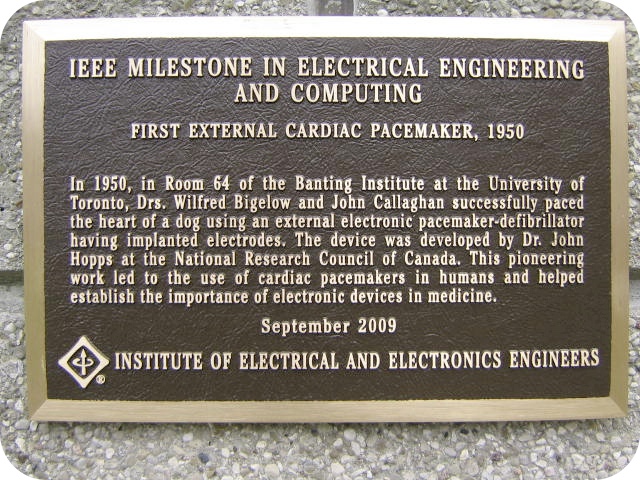 IEEE MILESTONE IN ELECTRICAL ENGINEERING
AND COMPUTING
FIRST EXTERNAL CARDIAC PACEMAKER, 1950
In 1950, in Room 64 of the Banting Institute at the University of
Toronto, Drs. Wilfred Bigelow and John Callaghan successfully paced
the heart of a dog using an external electronic pacemaker-defibrillator
having implanted electrodes. The device was developed by Dr. John
Hopps at the National Research Council of Canada. This pioneering
work led to the use of cardiac pacemakers in humans and helped
establish the importance of electronic devices in medicine.
September 2009
® INSTITUTE OF ELECTRICAL AND ELECTRONICS ENGINEERS